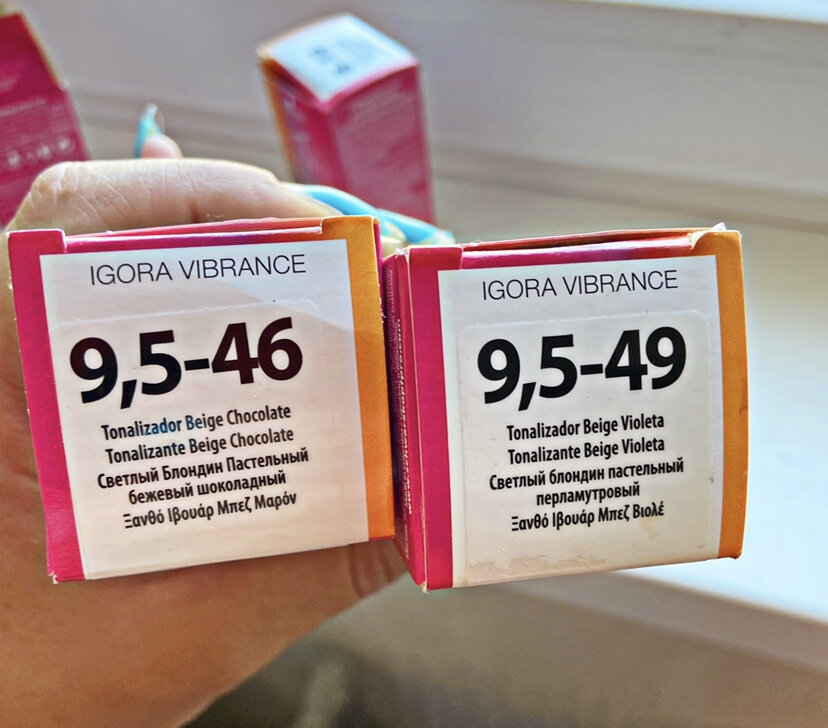 IGORA VIBRANCE
9,5-46
Tonalizador Beige Chocolate
Tonalizante Beige Chocolate
Светлый Блондин Пастельный
бежевый шоколадный
Ξανθό Ιβουάρ Μπεζ Μαρόν
IGORA VIBRANCE
9,5-49
Tonalizador Beige Violeta
Tonalizante Beige Violeta
Светлый блондин пастельный
перламутровый
Ξανθό Ιβουάρ Μπεζ Βιολέ